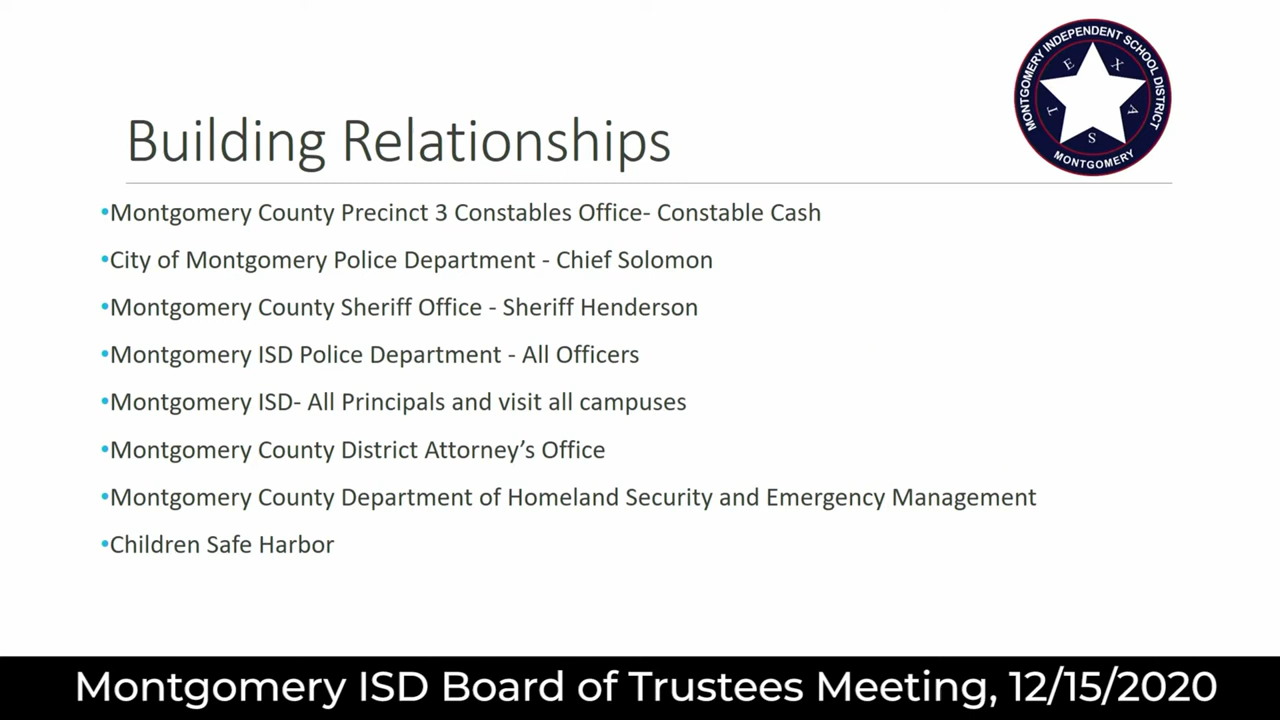 MONTGOMERY INDEPENDENT SCHOOL DISTRICT
TEXAS
MONTGOMERY
Building Relationships
•Montgomery County Precinct 3 Constables Office- Constable Cash
•City of Montgomery Police Department - Chief Solomon
•Montgomery County Sheriff Office - Sheriff Henderson
•Montgomery ISD Police Department - All Officers
•Montgomery ISD- All Principals and visit all campuses
•Montgomery County District Attorney’s Office
•Montgomery County Department of Homeland Security and Emergency Management
•Children Safe Harbor
Montgomery ISD Board of Trustees Meeting, 12/15/2020